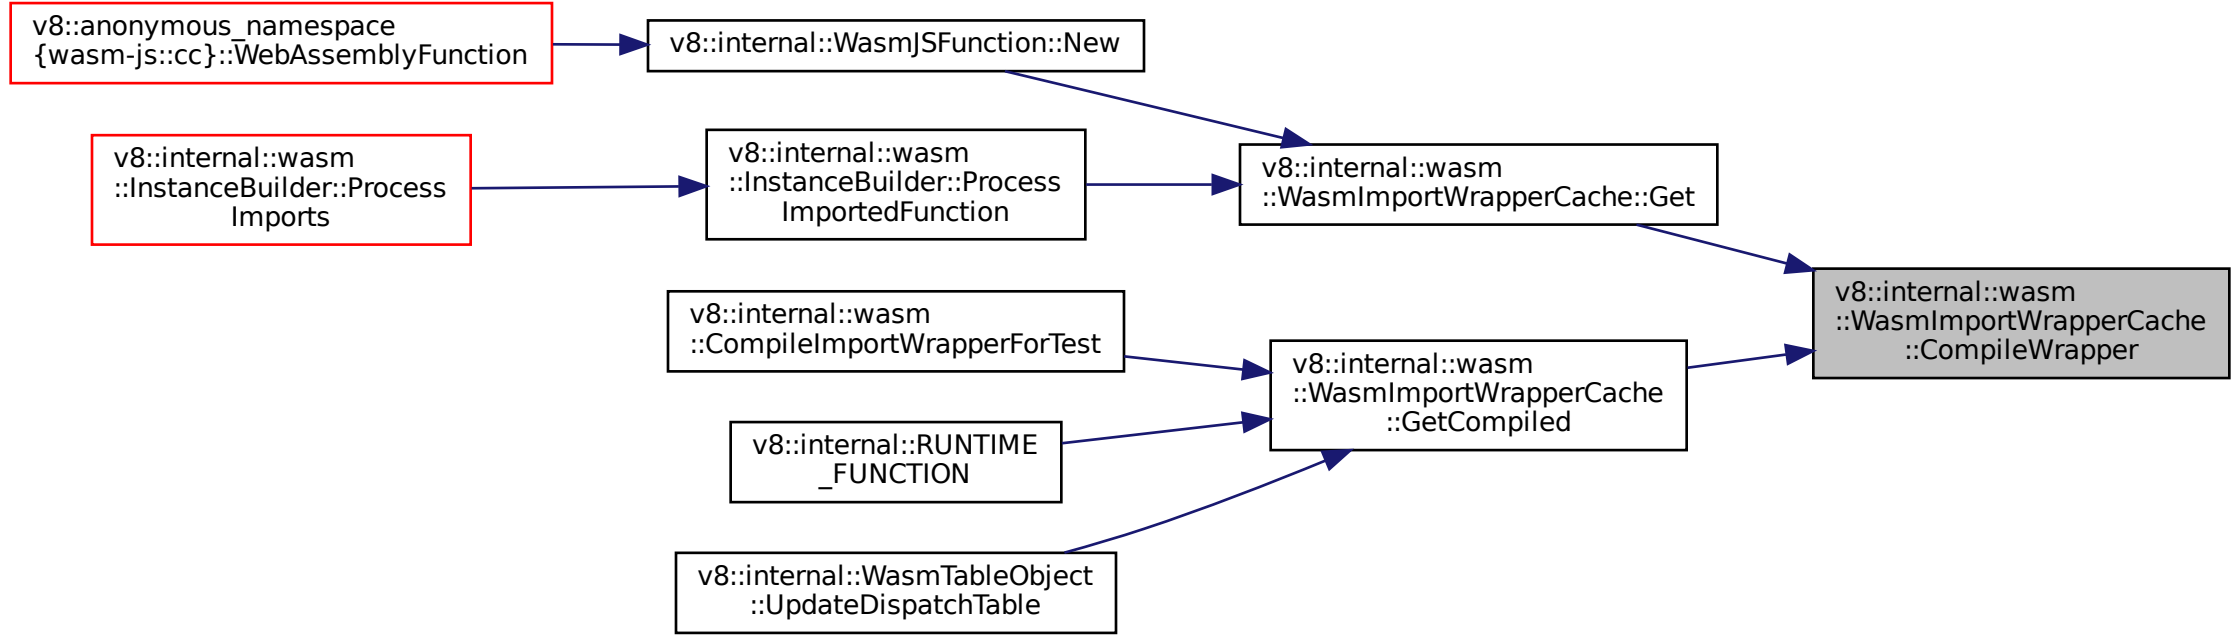 v8::anonymous_namespace
{wasm-js::cc}::WebAssemblyFunction
v8::internal::WasmJSFunction::New
v8::internal::wasm
::InstanceBuilder::Process
Imports
v8::internal::wasm
::InstanceBuilder::Process
ImportedFunction
v8::internal::wasm
::WasmImportWrapperCache::Get
v8::internal::wasm
::CompileImportWrapperForTest
v8::internal::RUNTIME
_FUNCTION
v8::internal::WasmTableObject
::UpdateDispatchTable
v8::internal::wasm
::WasmImportWrapperCache
::GetCompiled
v8::internal::wasm
::WasmImportWrapperCache
::CompileWrapper